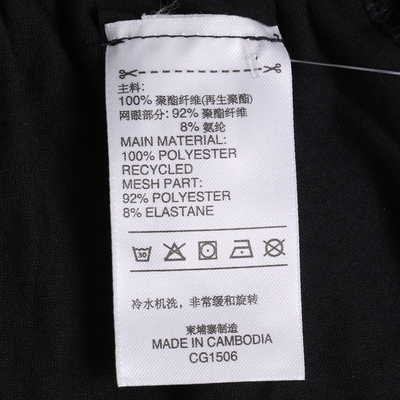 主料:
100% 聚酯纤维(再生聚酯)
网眼部分: 92% 聚酯纤维
8% 氨纶
MAIN MATERIAL:
100% POLYESTER
RECYCLED
MESH PART:
92% POLYESTER
8% ELASTANE
30
冷水机洗，非常缓和旋转
柬埔寨制造
MADE IN CAMBODIA
CG1506